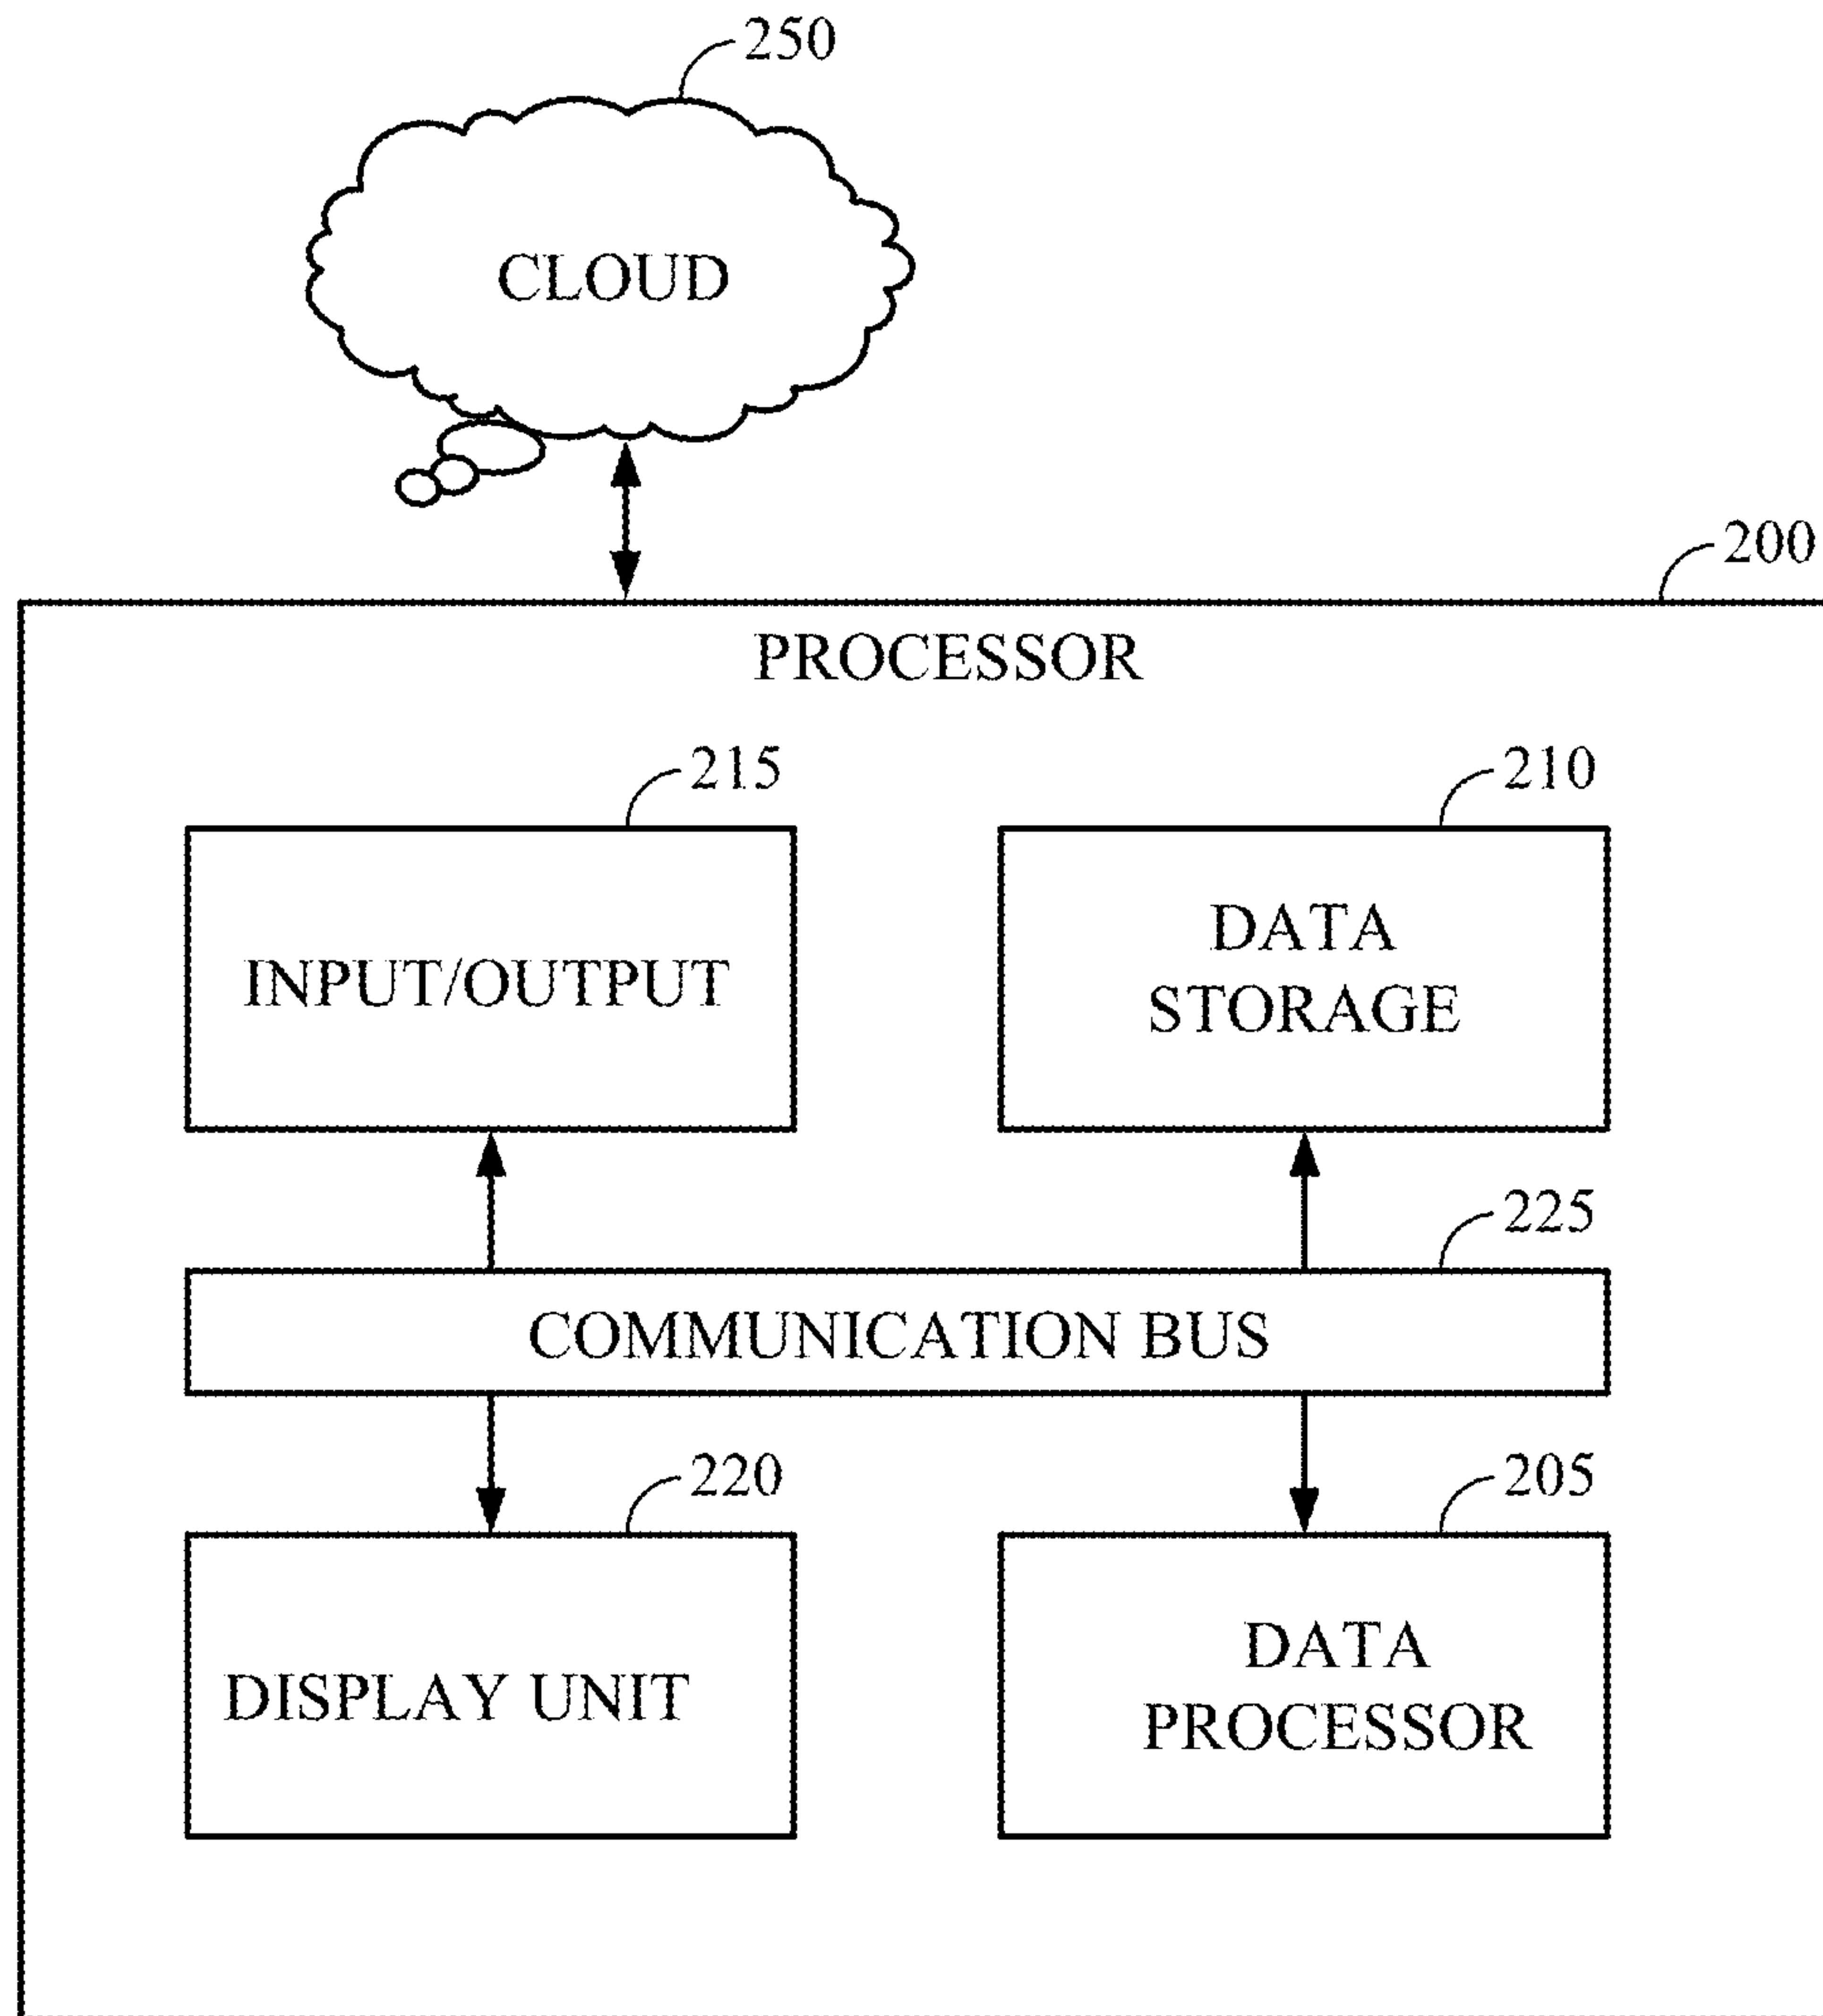 250
CLOUD
200
PROCESSOR
215
210
INPUT/OUTPUT
DATA
STORAGE
225
COMMUNICATION BUS
220
205
DISPLAY UNIT
DATA
PROCESSOR